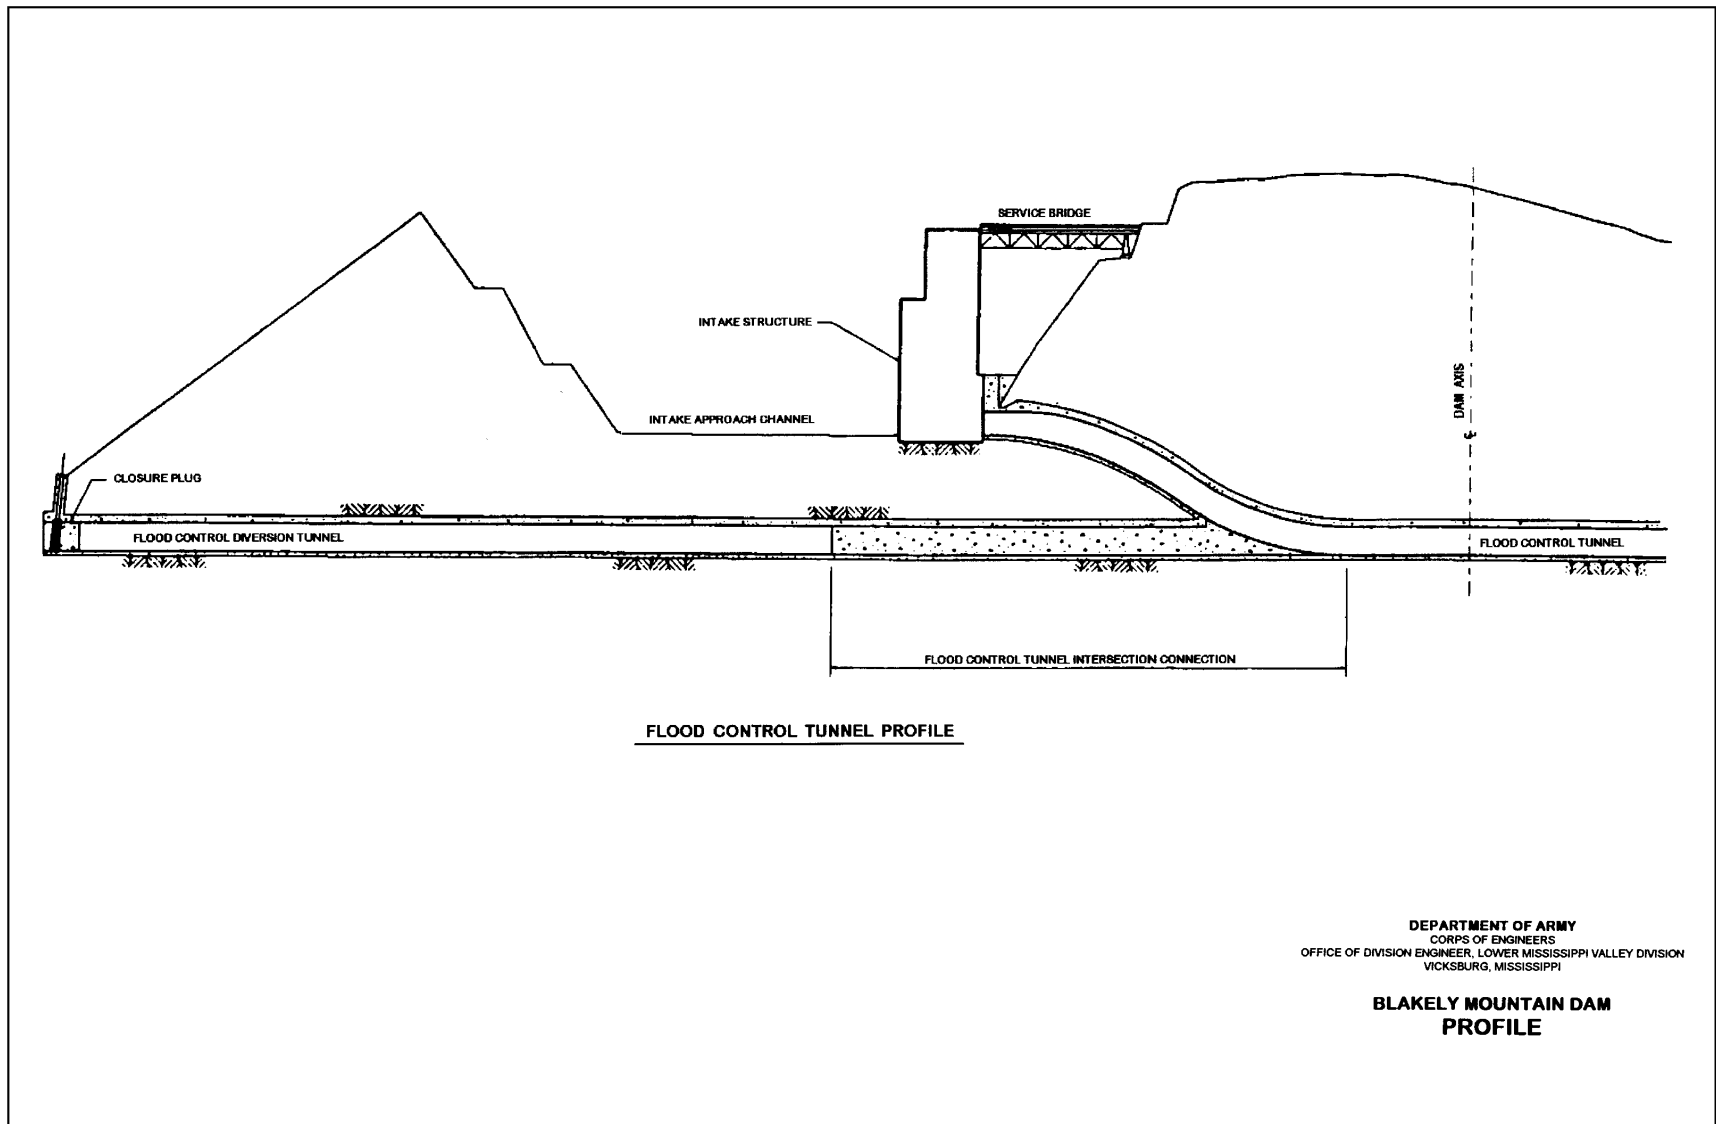 SERVICE BRIDGE
INTAKE STRUCTURE
DAM AXIS
INTAKE APPROACH CHANNEL
CLOSURE PLUG
FLOOD CONTROL DIVERSION TUNNEL
FLOOD CONTROL TUNNEL
FLOOD CONTROL TUNNEL INTERSECTION CONNECTION
FLOOD CONTROL TUNNEL PROFILE
DEPARTMENT OF ARMY
CORPS OF ENGINEERS
OFFICE OF DIVISION ENGINEER, LOWER MISSISSIPPI VALLEY DIVISION
VICKSBURG, MISSISSIPPI
BLAKELY MOUNTAIN DAM
PROFILE